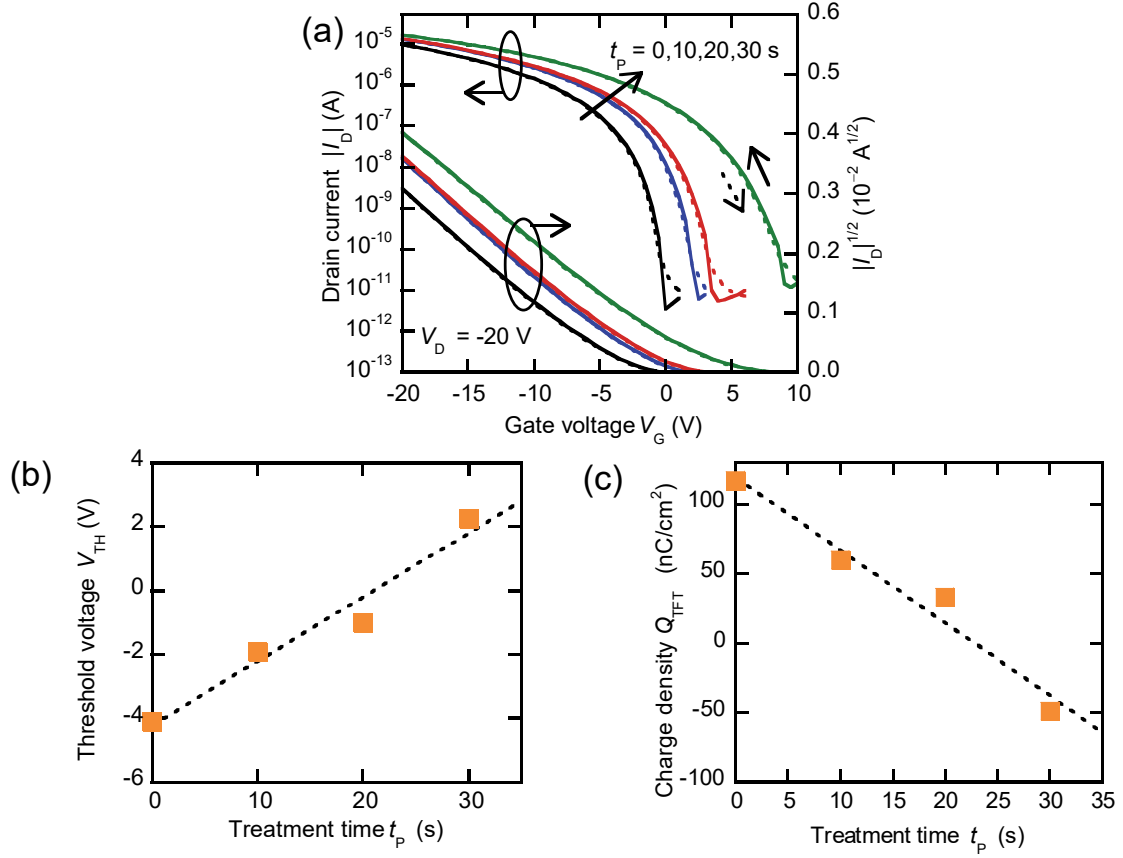 (a)
t_P = 0,10,20,30 s
V_D = -20 V
Drain current |I_D| (A)
10^-5
10^-6
10^-7
10^-8
10^-9
10^-10
10^-11
10^-12
10^-13
0.6
0.5
0.4
0.3
0.2
0.1
0.0
|I_D|^1/2 (10^−2 A^1/2)
-20 -15 -10 -5 0 5 10
Gate voltage V_G (V)
(b)
Threshold voltage V_TH (V)
4
2
0
-2
-4
-6
0 10 20 30
Treatment time t_P (s)
(c)
Charge density Q_TFT (nC/cm^2)
100
50
0
-50
-100
0 5 10 15 20 25 30 35
Treatment time t_P (s)